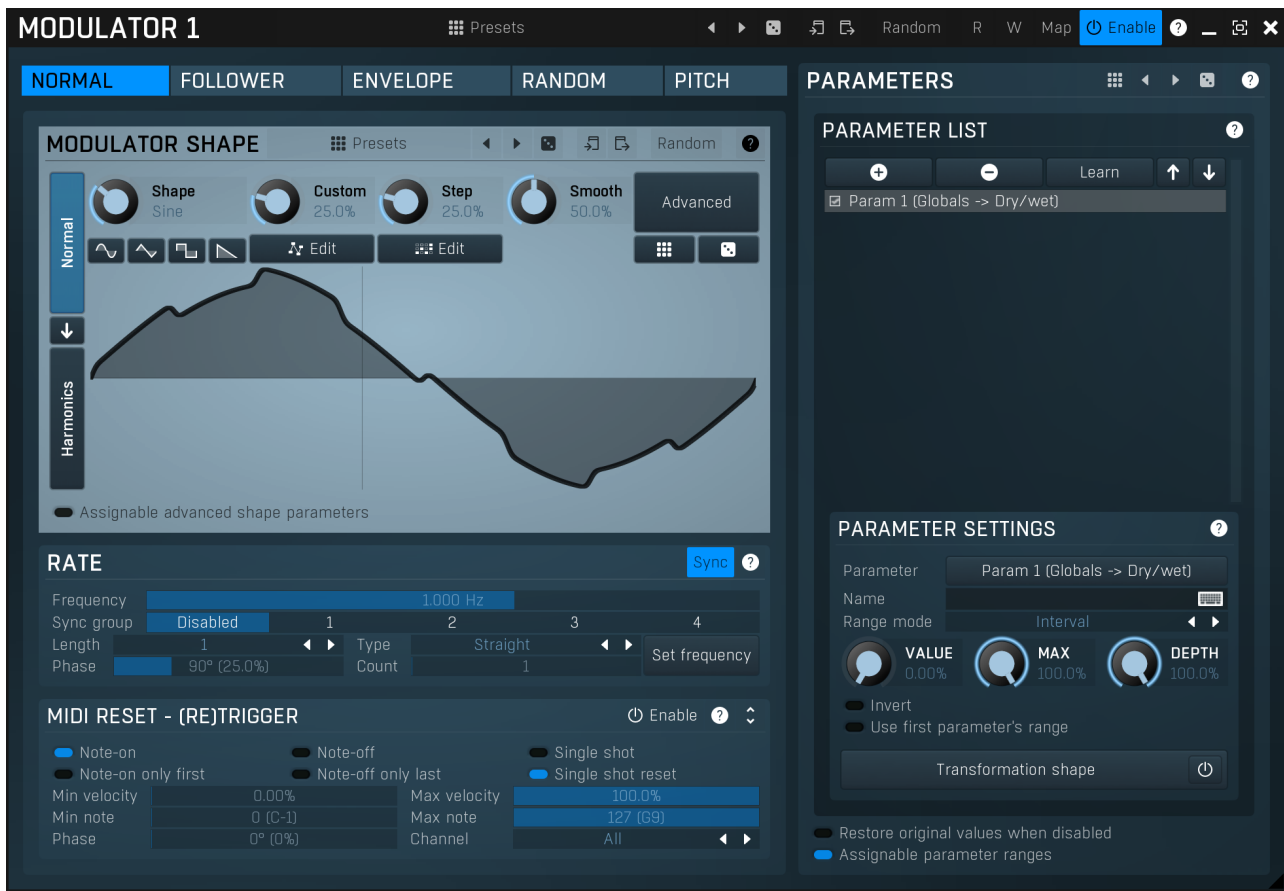 MODULATOR 1 Presets Random R W Map Enable ?
NORMAL FOLLOWER ENVELOPE RANDOM PITCH
MODULATOR SHAPE Presets Random ?
Normal
Harmonics
Shape Custom Step Smooth
Sine 25.0% 25.0% 50.0%
Advanced
Edit Edit
Assignable advanced shape parameters
RATE Sync ?
Frequency 1.000 Hz
Sync group Disabled 1 2 3 4
Length 1 Type Straight
Phase 90° (25.0%) Count 1
Set frequency
MIDI RESET - (RE)TRIGGER Enable ?
Note-on Note-off Single shot
Note-on only first Note-off only last Single shot reset
Min velocity 0.00% Max velocity 100.0%
Min note 0 (C-1) Max note 127 (G9)
Phase 0° (0%) Channel All
PARAMETERS ?
PARAMETER LIST ?
Learn
Param 1 (Globals -> Dry/wet)
PARAMETER SETTINGS ?
Parameter Param 1 (Globals -> Dry/wet)
Name
Range mode Interval
VALUE MAX DEPTH
0.00% 100.0% 100.0%
Invert
Use first parameter's range
Transformation shape
Restore original values when disabled
Assignable parameter ranges